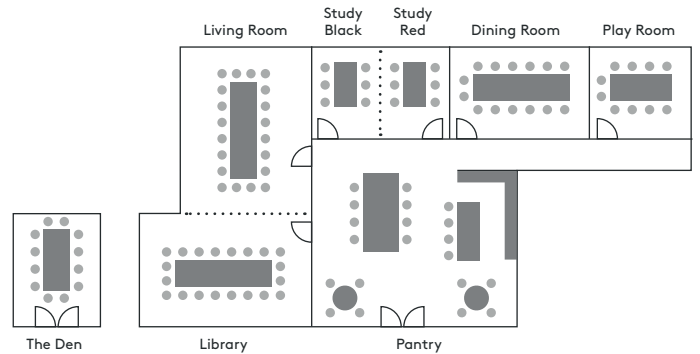 Living Room
Study
Black
Study
Red
Dining Room
Play Room
The Den
Library
Pantry